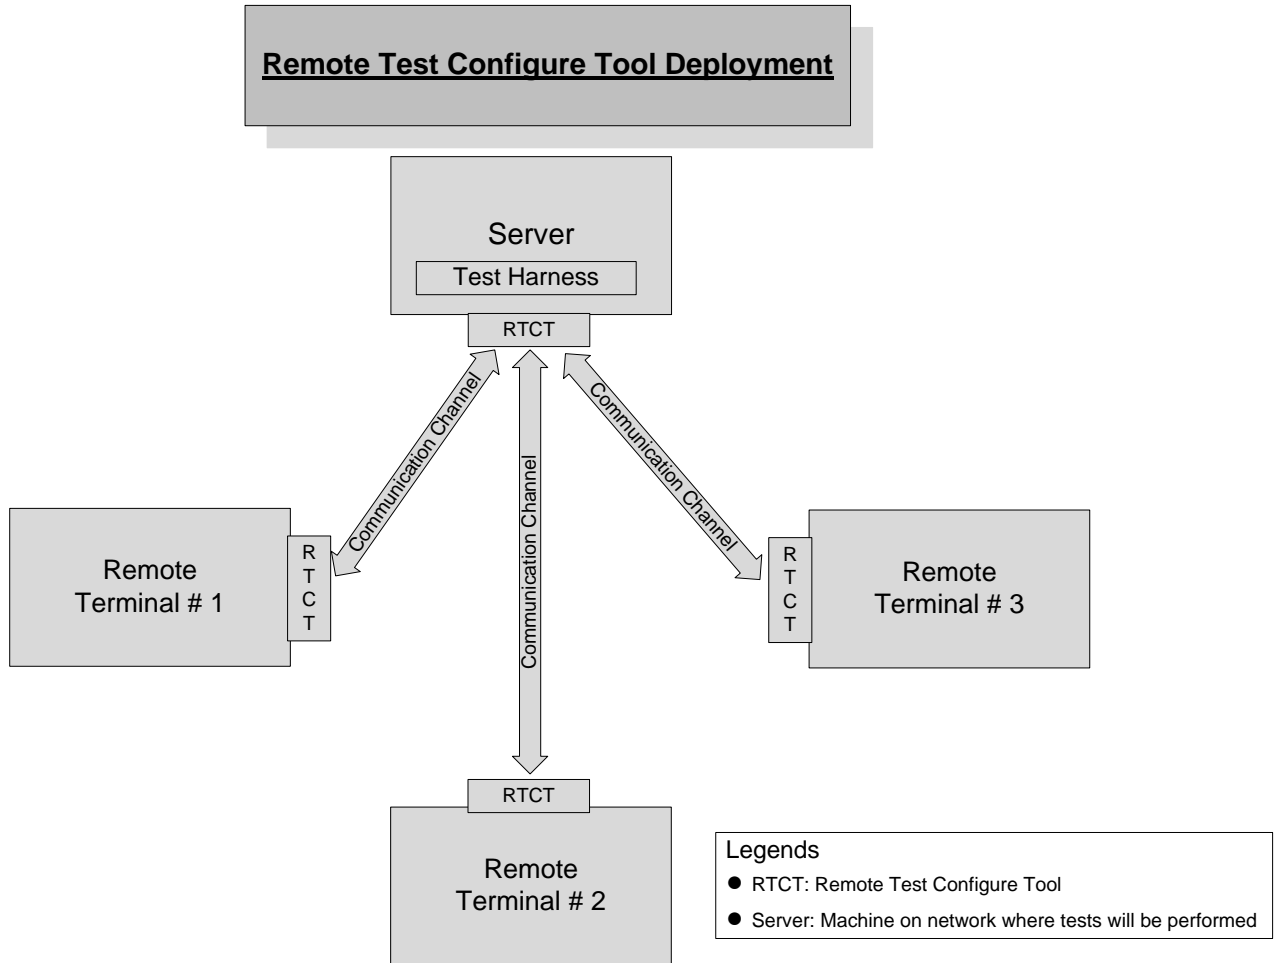 Remote Test Configure Tool Deployment
Server
Test Harness
RTCT
Communication Channel
Communication Channel
Communication Channel
Remote
Terminal # 1
R
T
C
T
R
T
C
T
Remote
Terminal # 3
RTCT
Remote
Terminal # 2
Legends
● RTCT: Remote Test Configure Tool
● Server: Machine on network where tests will be performed